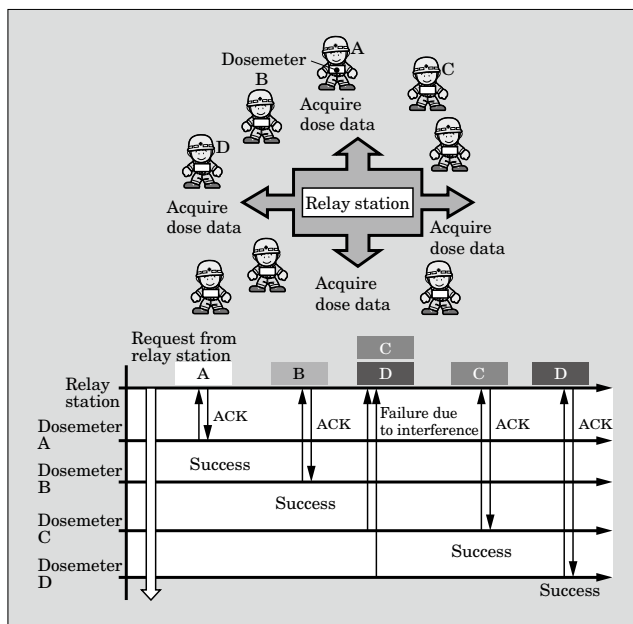 A
Dosemeter
B
C
Acquire
dose data
D
Relay station
Acquire
dose data
Acquire
dose data
Acquire
dose data
Request from
relay station
C
A
B
D
C
D
Relay
station
ACK
ACK
Failure due
to interference
ACK
ACK
Dosemeter
A
Success
Dosemeter
B
Success
Dosemeter
C
Success
Dosemeter
D
Success